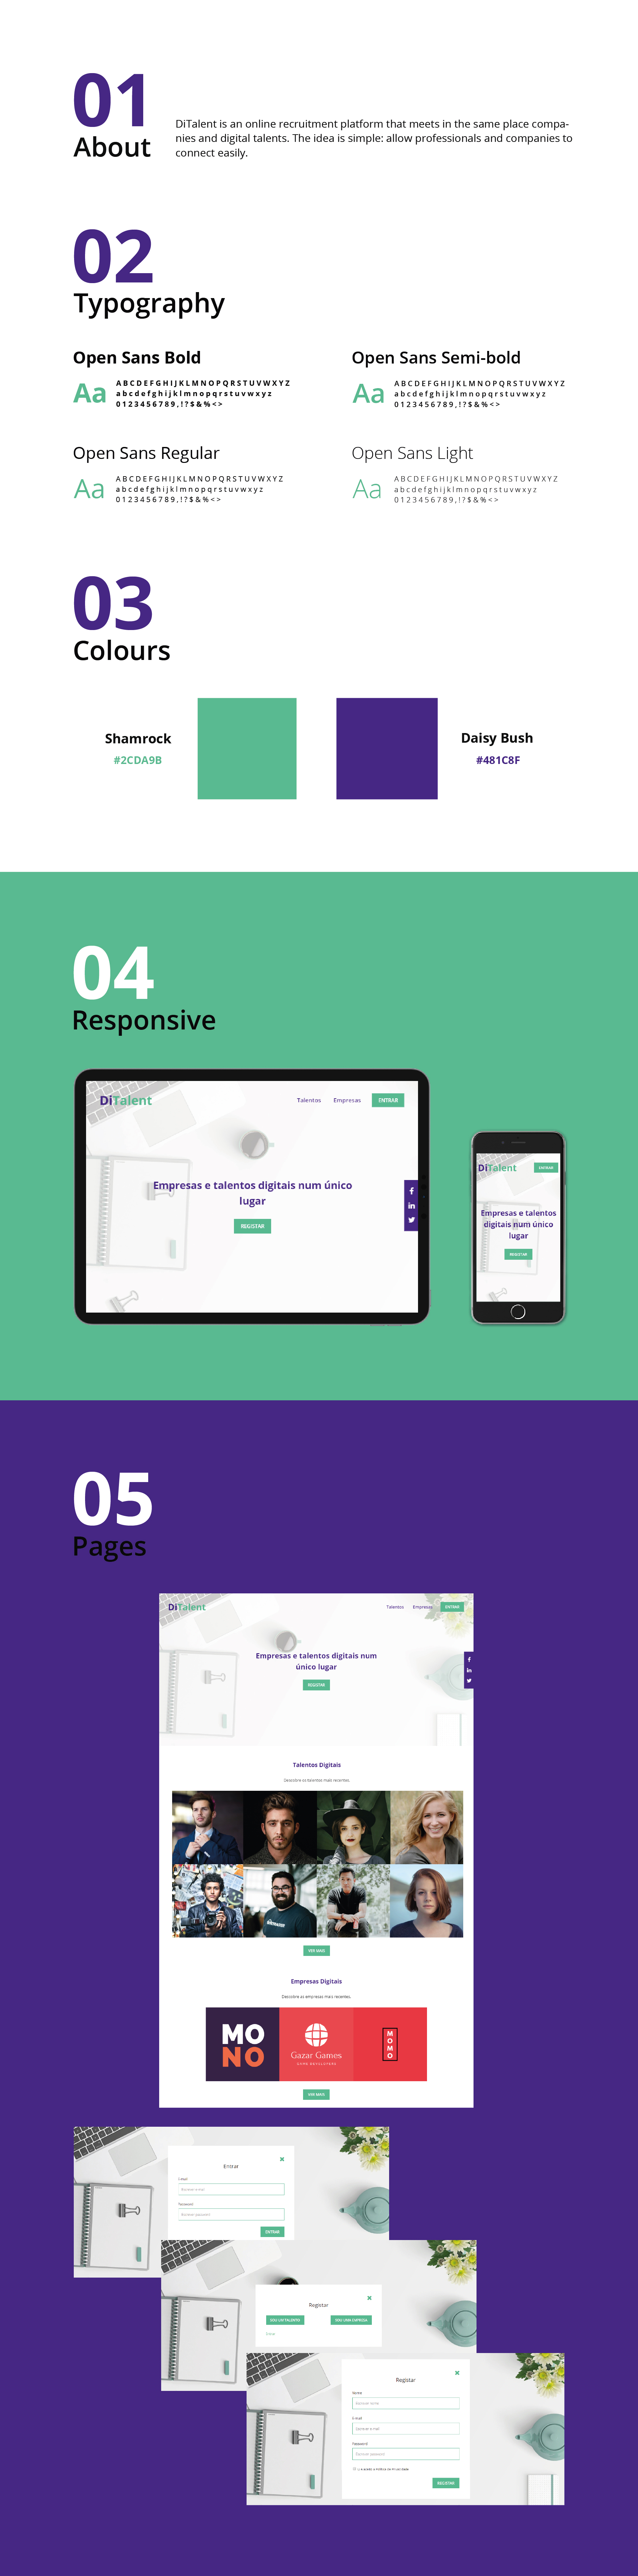 01
About
DiTalent is an online recruitment platform that meets in the same place compa-
nies and digital talents. The idea is simple: allow professionals and companies to
connect easily.
02
Typography
Open Sans Bold
Aa
ABCDEFGHIJKLMNOPQRSTUVWXYZ
abcdefghijklmnopqrstuvwxyz
0123456789,!?$&%<>
Open Sans Semi-bold
Aa
ABCDEFGHIJKLMNOPQRSTUVWXYZ
abcdefghijklmnopqrstuvwxyz
0123456789,!?$&%<>
Open Sans Regular
Aa
ABCDEFGHIJKLMNOPQRSTUVWXYZ
abcdefghijklmnopqrstuvwxyz
0123456789,!?$&%<>
Open Sans Light
Aa
ABCDEFGHIJKLMNOPQRSTUVWXYZ
abcdefghijklmnopqrstuvwxyz
0123456789,!?$&%<>
03
Colours
Shamrock
#2CDA9B
Daisy Bush
#481C8F
04
Responsive
DiTalent
Talentos Empresas ENTRAR
Empresas e talentos digitais num único
lugar
REGISTAR
DiTalent
ENTRAR
Empresas e talentos
digitais num único
lugar
REGISTAR
05
Pages
DiTalent
Talentos Empresas ENTRAR
Empresas e talentos digitais num
único lugar
REGISTAR
Talentos Digitais
Descobre os talentos mais recentes.
VER MAIS
Empresas Digitais
Descobre as empresas mais recentes.
MO
NO
Gazar Games
GAME REVOLUTERS
MOMO
VER MAIS
Entrar
E-mail
Password
ENTRAR
Registar
SOU UM TALENTO
SOU UMA EMPRESA
Registar
Nome
E-mail
Password
REGISTAR